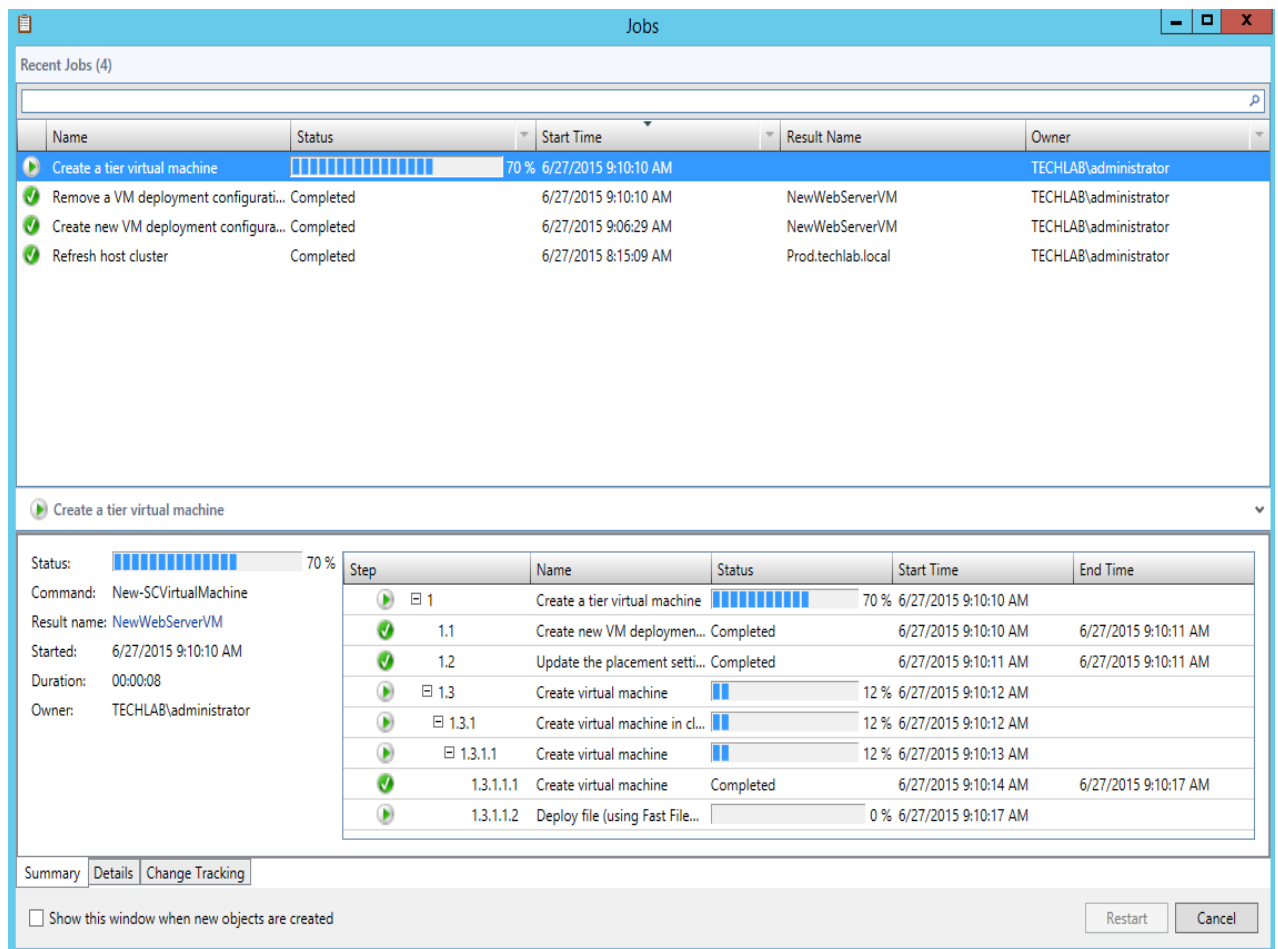 Jobs
Recent Jobs (4)
Name Status Start Time Result Name Owner
Create a tier virtual machine 70 % 6/27/2015 9:10:10 AM TECHLAB\administrator
Remove a VM deployment configurati... Completed 6/27/2015 9:10:10 AM NewWebServerVM TECHLAB\administrator
Create new VM deployment configura... Completed 6/27/2015 9:06:29 AM NewWebServerVM TECHLAB\administrator
Refresh host cluster Completed 6/27/2015 8:15:09 AM Prod.techlab.local TECHLAB\administrator
Create a tier virtual machine
Status: 70 %
Command: New-SCVirtualMachine
Result name: NewWebServerVM
Started: 6/27/2015 9:10:10 AM
Duration: 00:00:08
Owner: TECHLAB\administrator
Step Name Status Start Time End Time
1 Create a tier virtual machine 70 % 6/27/2015 9:10:10 AM
1.1 Create new VM deploymen... Completed 6/27/2015 9:10:10 AM 6/27/2015 9:10:11 AM
1.2 Update the placement setti... Completed 6/27/2015 9:10:11 AM 6/27/2015 9:10:11 AM
1.3 Create virtual machine 12 % 6/27/2015 9:10:12 AM
1.3.1 Create virtual machine in cl... 12 % 6/27/2015 9:10:12 AM
1.3.1.1 Create virtual machine 12 % 6/27/2015 9:10:13 AM
1.3.1.1.1 Create virtual machine Completed 6/27/2015 9:10:14 AM 6/27/2015 9:10:17 AM
1.3.1.1.2 Deploy file (using Fast File... 0 % 6/27/2015 9:10:17 AM
Summary Details Change Tracking
Show this window when new objects are created
Restart Cancel